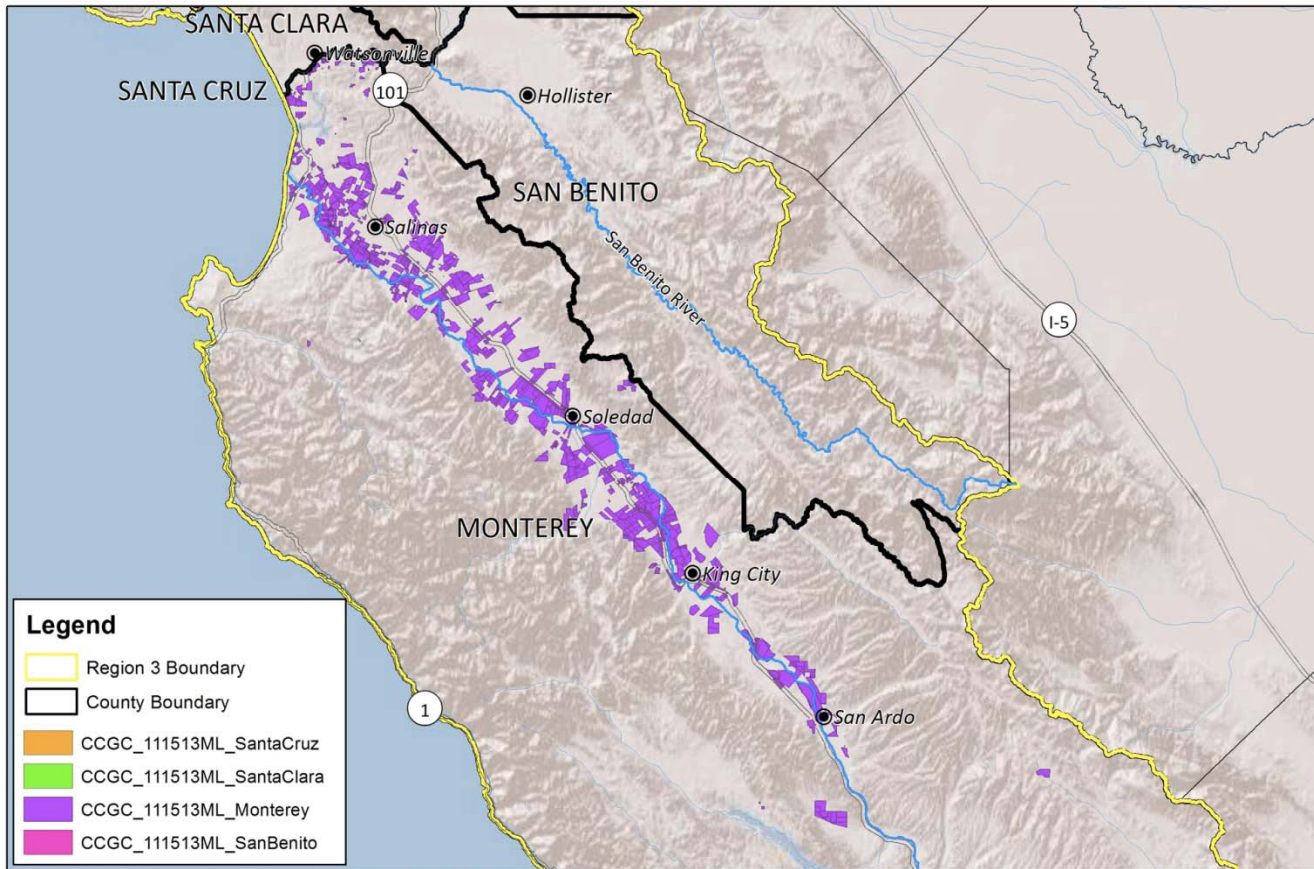 SANTA CLARA
Watsonville
SANTA CRUZ
101
Hollister
SAN BENITO
Salinas
San Benito River
I-5
Soledad
MONTEREY
King City
San Ardo
1
Legend
Region 3 Boundary
County Boundary
CCGC_111513ML_SantaCruz
CCGC_111513ML_SantaClara
CCGC_111513ML_Monterey
CCGC_111513ML_SanBenito